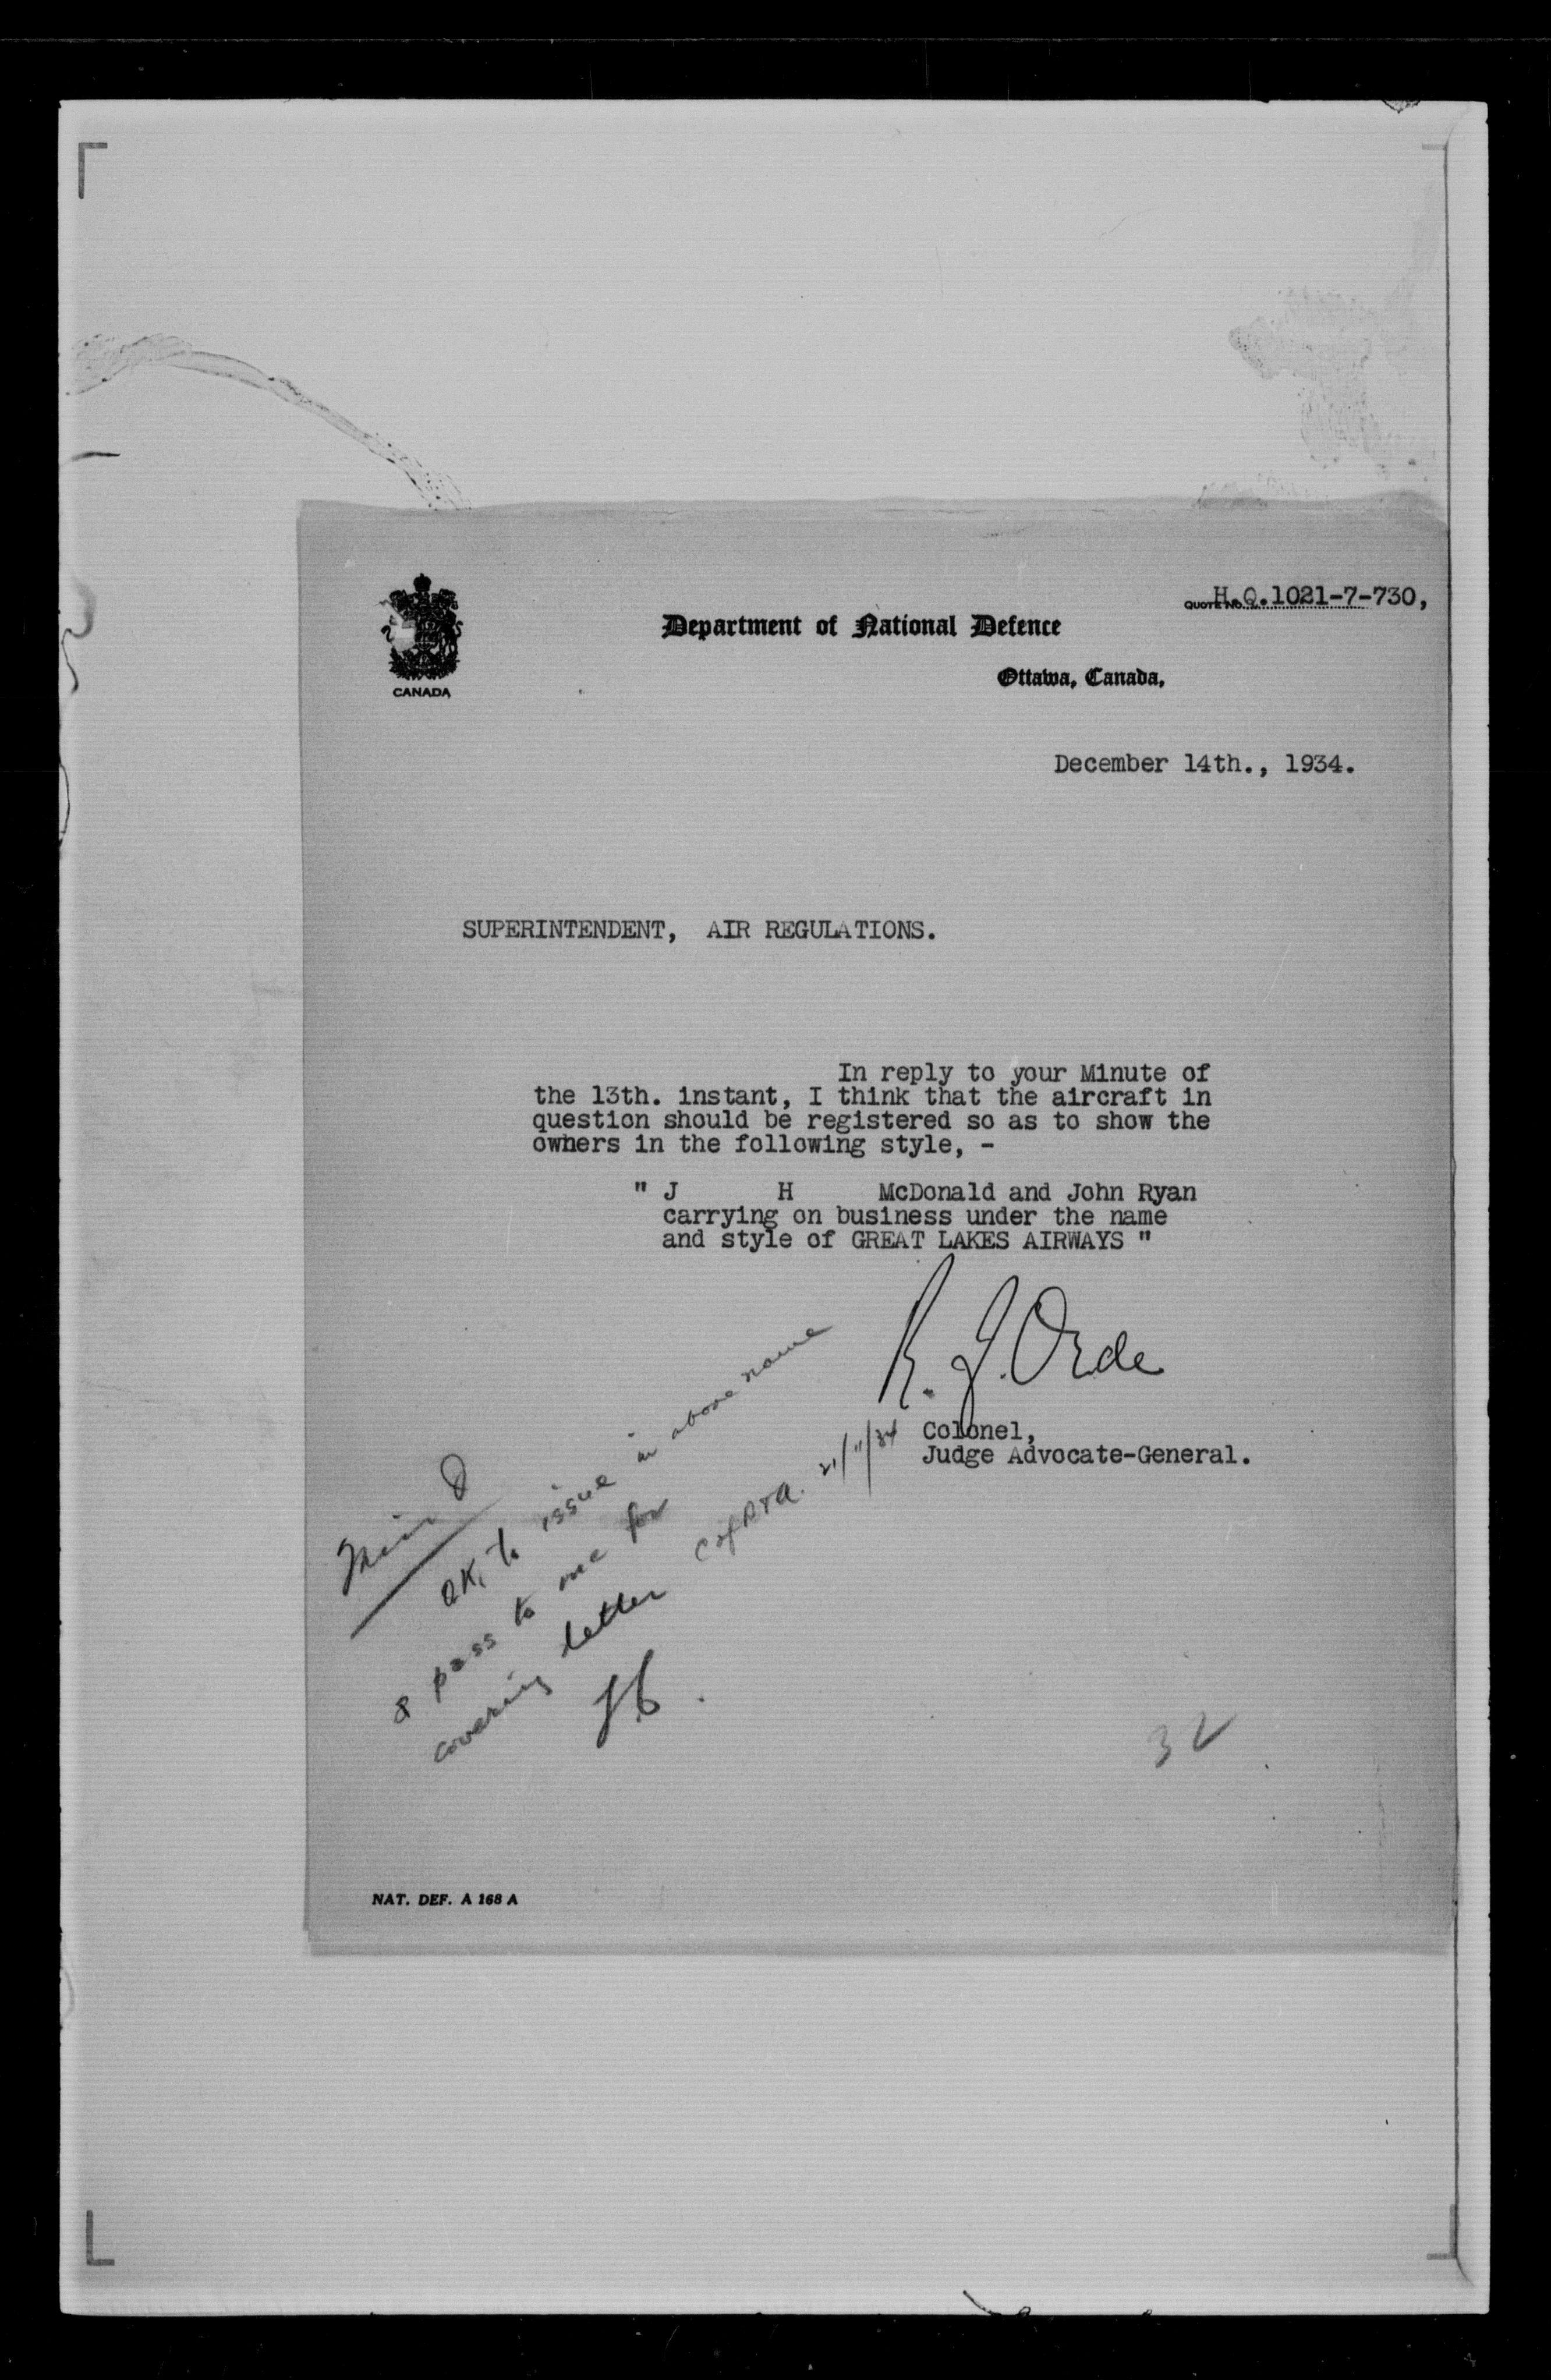 QUOTE NO. H.Q.1021-7-730,
Department of National Defence
Ottawa, Canada,
CANADA
December 14th., 1934.
SUPERINTENDENT, AIR REGULATIONS.
In reply to your Minute of
the 13th. instant, I think that the aircraft in
question should be registered so as to show the
owners in the following style, -
" J H McDonald and John Ryan
carrying on business under the name
and style of GREAT LAKES AIRWAYS "
R. J. Orde
Colonel,
Judge Advocate-General.
OK, to issue in above name
& pass to me for
covering letter
32
NAT. DEF. A 168 A